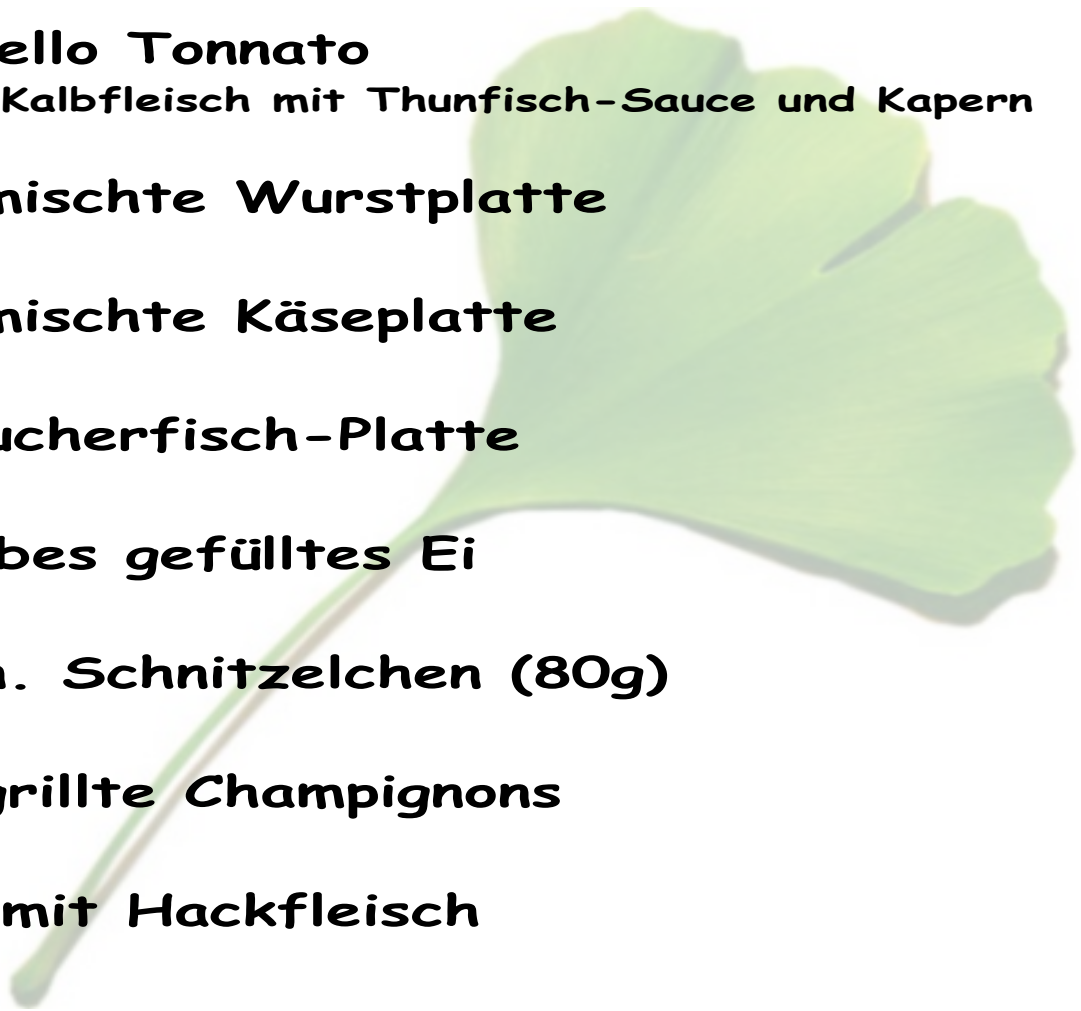 ello Tonnato
Kalbfleisch mit Thunfisch-Sauce und Kapern
mischte Wurstplatte
mischte Käseplatte
ucherfisch-Platte
bes gefülltes Ei
. Schnitzelchen (80g)
grillte Champignons
mit Hackfleisch